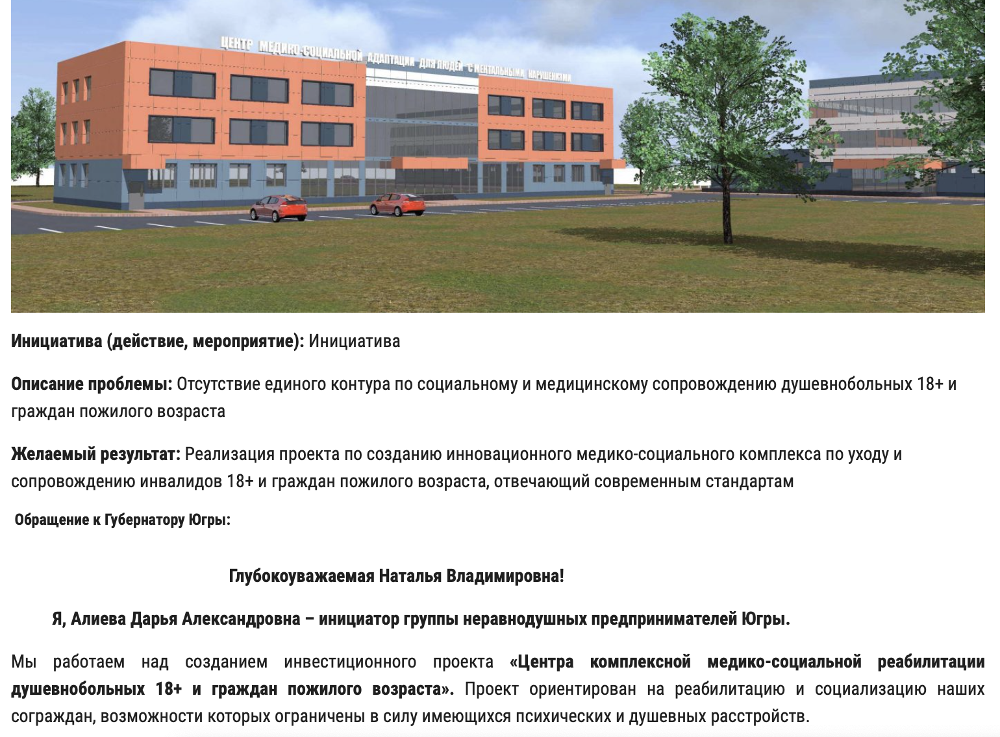 ЦЕНТР МЕДИКО-СОЦИАЛЬНОЙ АДАПТАЦИИ ДЛЯ ЛЮДЕЙ С МЕНТАЛЬНЫМИ НАРУШЕНИЯМИ
Инициатива (действие, мероприятие): Инициатива
Описание проблемы: Отсутствие единого контура по социальному и медицинскому сопровождению душевнобольных 18+ и
граждан пожилого возраста
Желаемый результат: Реализация проекта по созданию инновационного медико-социального комплекса по уходу и
сопровождению инвалидов 18+ и граждан пожилого возраста, отвечающий современным стандартам
Обращение к Губернатору Югры:
Глубокоуважаемая Наталья Владимировна!
Я, Алиева Дарья Александровна – инициатор группы неравнодушных предпринимателей Югры.
Мы работаем над созданием инвестиционного проекта «Центра комплексной медико-социальной реабилитации
душевнобольных 18+ и граждан пожилого возраста». Проект ориентирован на реабилитацию и социализацию наших
сограждан, возможности которых ограничены в силу имеющихся психических и душевных расстройств.